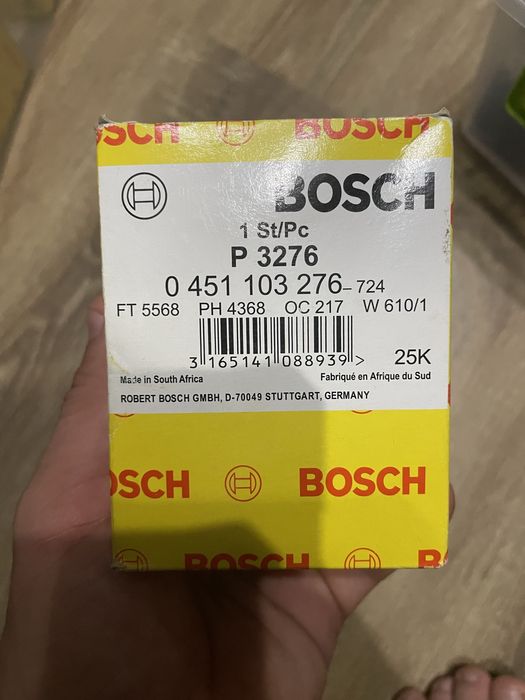 BOSCH BOSCH
BOSCH
1 St/Pc
P 3276
0 451 103 276–724
FT 5568 PH 4368 OC 217 W 610/1
3 165141 088939 >
25K
Made in South Africa Fabriqué en Afrique du Sud
ROBERT BOSCH GMBH, D-70049 STUTTGART, GERMANY
BOSCH BOSCH
BOSCH B